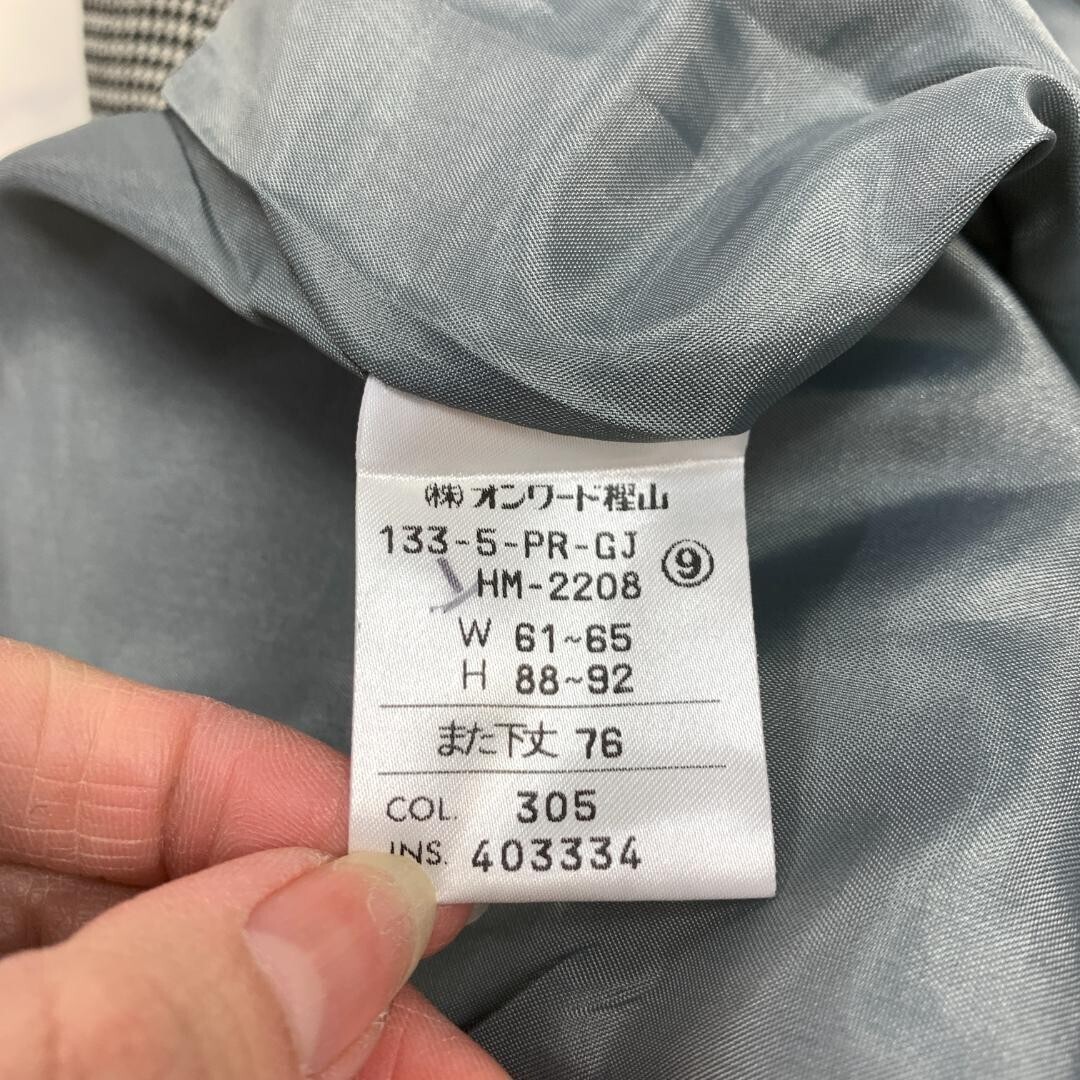 ㈱オンワード樫山
133-5-PR-GJ
⑨
HM-2208
W 61~65
H 88~92
また下丈 76
COL. 305
INS. 403334